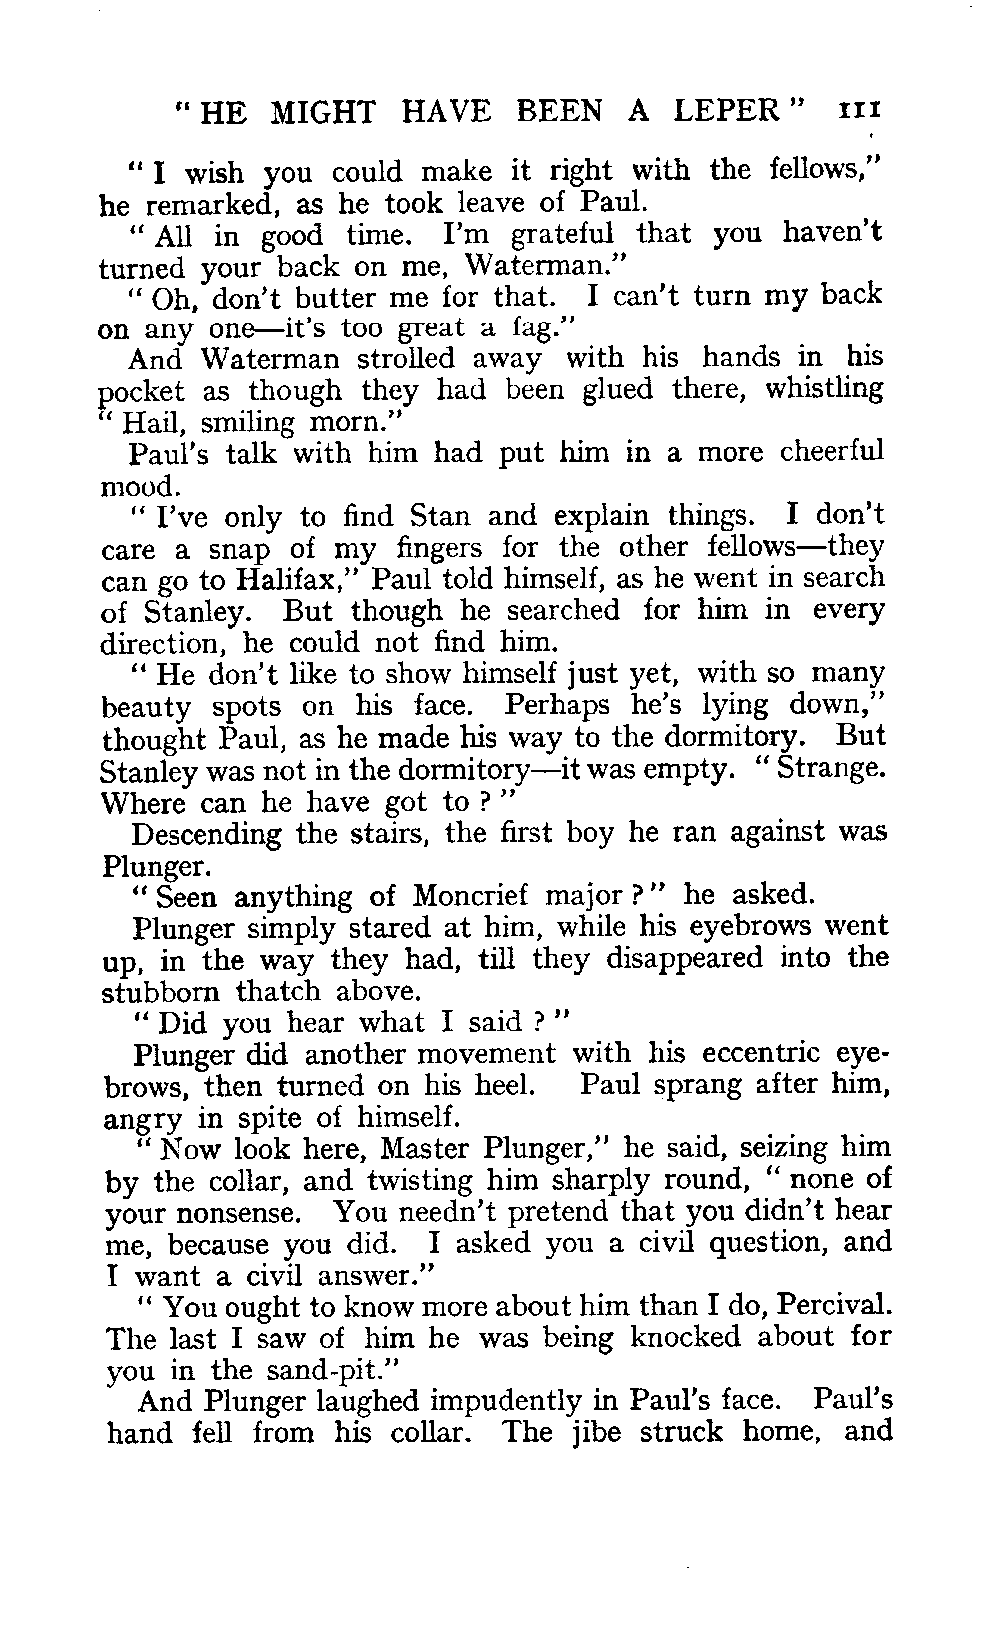 “ HE MIGHT HAVE BEEN A LEPER ” 111
“ I wish you could make it right with the fellows,”
he remarked, as he took leave of Paul.
“ All in good time. I’m grateful that you haven’t
turned your back on me, Waterman.”
“ Oh, don’t butter me for that. I can’t turn my back
on any one—it’s too great a fag.”
And Waterman strolled away with his hands in his
pocket as though they had been glued there, whistling
“ Hail, smiling morn.”
Paul’s talk with him had put him in a more cheerful
mood.
“ I’ve only to find Stan and explain things. I don’t
care a snap of my fingers for the other fellows—they
can go to Halifax,” Paul told himself, as he went in search
of Stanley. But though he searched for him in every
direction, he could not find him.
“ He don’t like to show himself just yet, with so many
beauty spots on his face. Perhaps he’s lying down,”
thought Paul, as he made his way to the dormitory. But
Stanley was not in the dormitory—it was empty. “ Strange.
Where can he have got to ? ”
Descending the stairs, the first boy he ran against was
Plunger.
“ Seen anything of Moncrief major ? ” he asked.
Plunger simply stared at him, while his eyebrows went
up, in the way they had, till they disappeared into the
stubborn thatch above.
“ Did you hear what I said ? ”
Plunger did another movement with his eccentric eye-
brows, then turned on his heel. Paul sprang after him,
angry in spite of himself.
“ Now look here, Master Plunger,” he said, seizing him
by the collar, and twisting him sharply round, “ none of
your nonsense. You needn’t pretend that you didn’t hear
me, because you did. I asked you a civil question, and
I want a civil answer.”
“ You ought to know more about him than I do, Percival.
The last I saw of him he was being knocked about for
you in the sand-pit.”
And Plunger laughed impudently in Paul’s face. Paul’s
hand fell from his collar. The jibe struck home, and